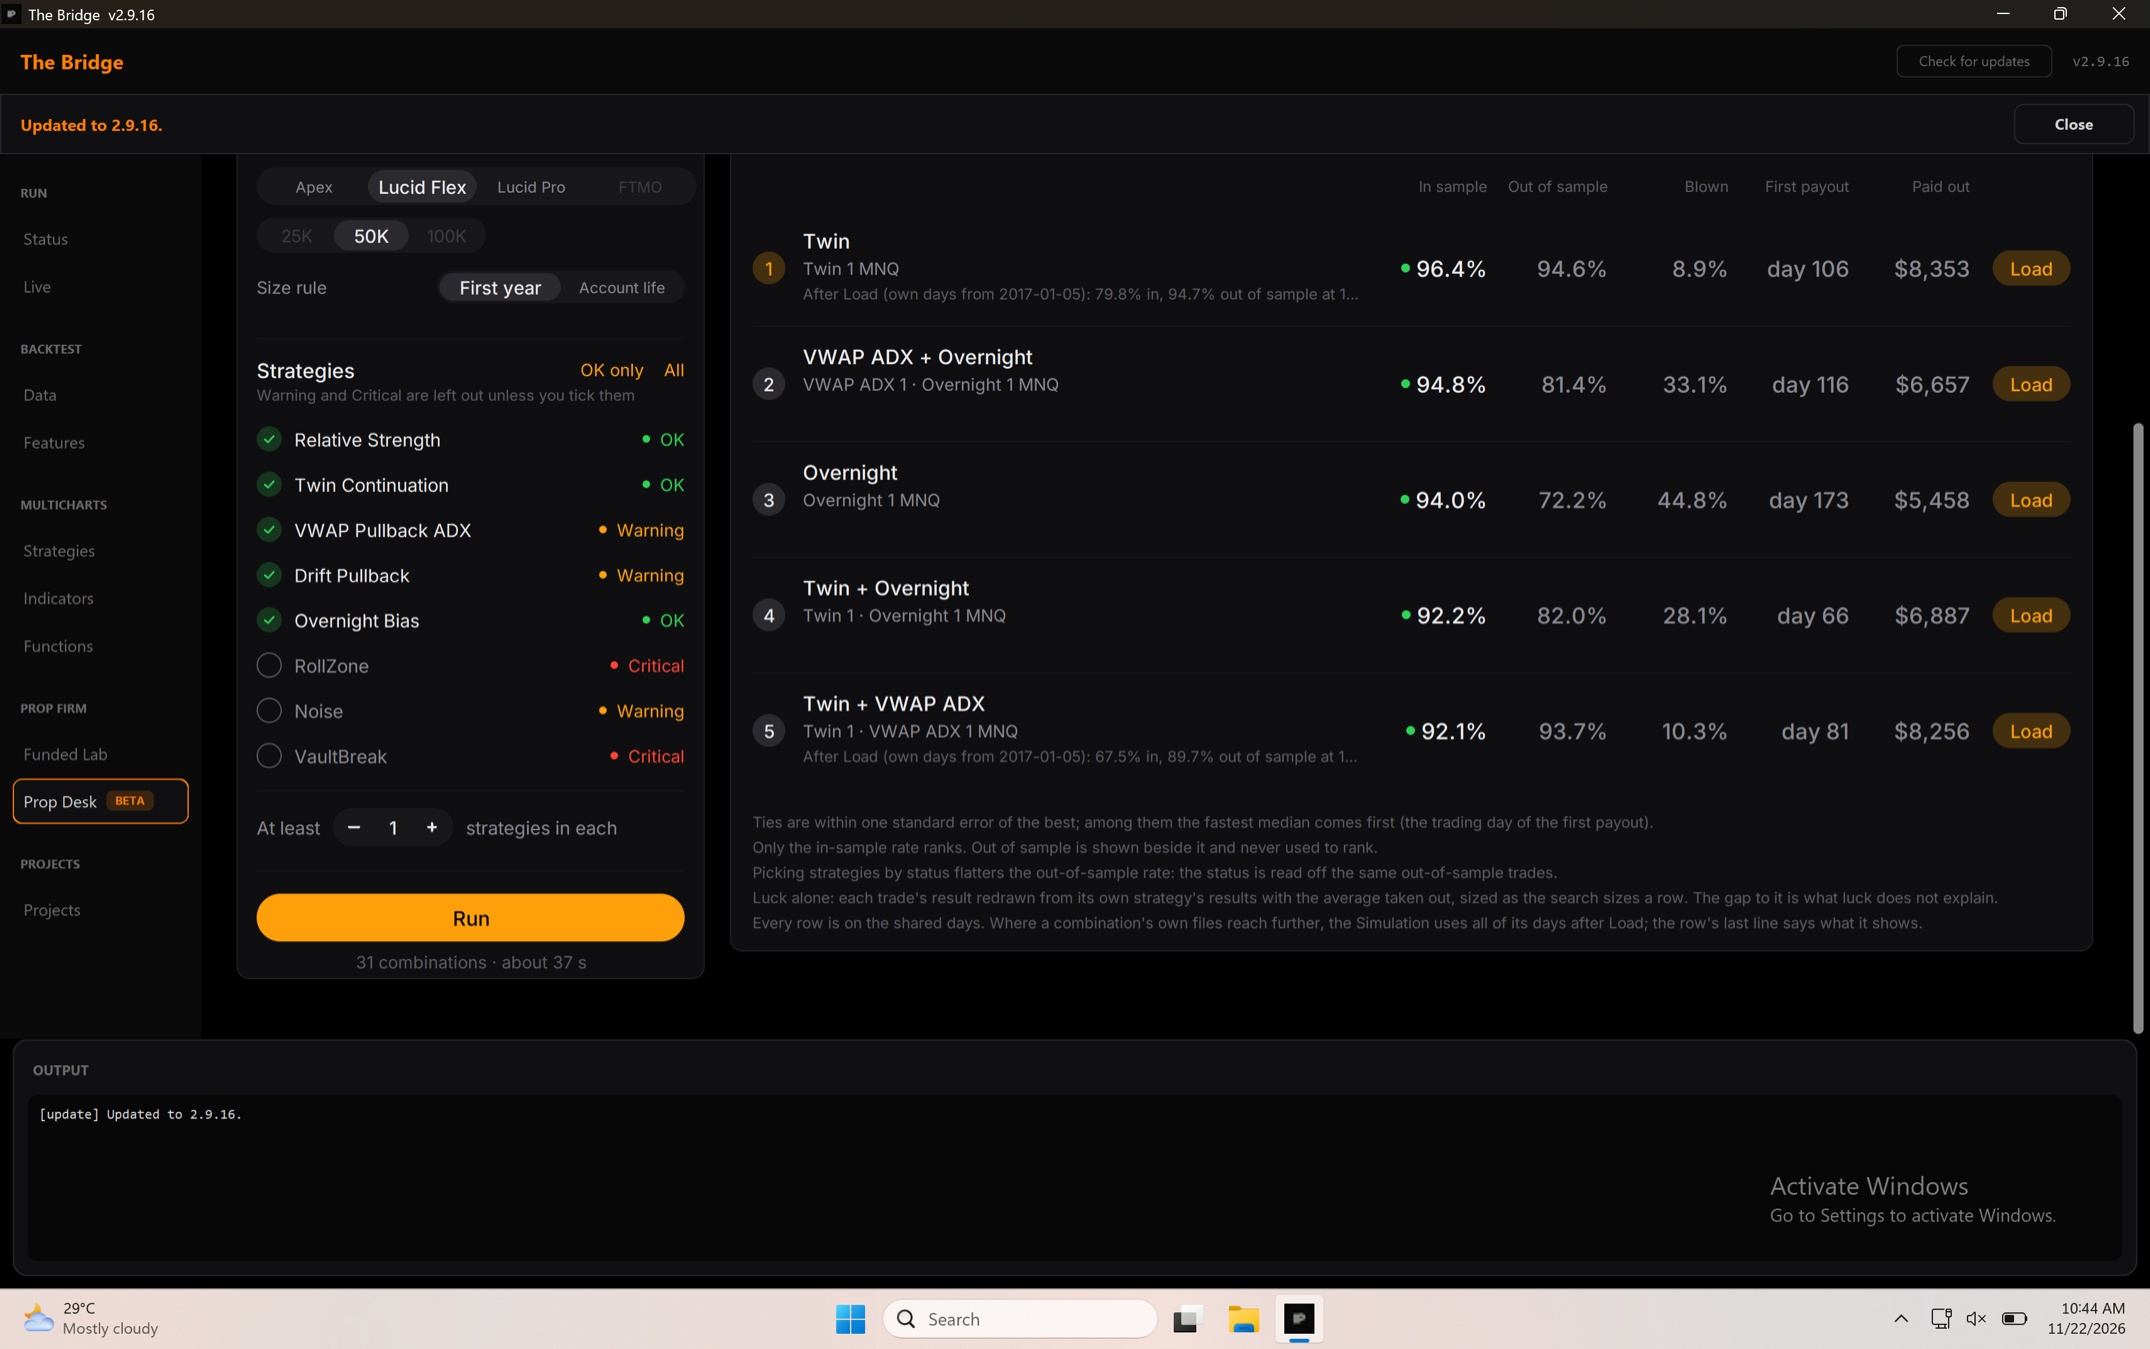 The Bridge v2.9.16
The Bridge
Check for updates
v2.9.16
Updated to 2.9.16.
Close
RUN
Status
Live
BACKTEST
Data
Features
MULTICHARTS
Strategies
Indicators
Functions
PROP FIRM
Funded Lab
Prop Desk BETA
PROJECTS
Projects
Apex Lucid Flex Lucid Pro FTMO
25K 50K 100K
Size rule First year Account life
Strategies OK only All
Warning and Critical are left out unless you tick them
Relative Strength OK
Twin Continuation OK
VWAP Pullback ADX Warning
Drift Pullback Warning
Overnight Bias OK
RollZone Critical
Noise Warning
VaultBreak Critical
At least − 1 + strategies in each
Run
31 combinations · about 37 s
In sample Out of sample Blown First payout Paid out
Twin
1 Twin 1 MNQ 96.4% 94.6% 8.9% day 106 $8,353 Load
After Load (own days from 2017-01-05): 79.8% in, 94.7% out of sample at 1...
VWAP ADX + Overnight
2 VWAP ADX 1 · Overnight 1 MNQ 94.8% 81.4% 33.1% day 116 $6,657 Load
Overnight
3 Overnight 1 MNQ 94.0% 72.2% 44.8% day 173 $5,458 Load
Twin + Overnight
4 Twin 1 · Overnight 1 MNQ 92.2% 82.0% 28.1% day 66 $6,887 Load
Twin + VWAP ADX
5 Twin 1 · VWAP ADX 1 MNQ 92.1% 93.7% 10.3% day 81 $8,256 Load
After Load (own days from 2017-01-05): 67.5% in, 89.7% out of sample at 1...
Ties are within one standard error of the best; among them the fastest median comes first (the trading day of the first payout).
Only the in-sample rate ranks. Out of sample is shown beside it and never used to rank.
Picking strategies by status flatters the out-of-sample rate: the status is read off the same out-of-sample trades.
Luck alone: each trade's result redrawn from its own strategy's results with the average taken out, sized as the search sizes a row. The gap to it is what luck does not explain.
Every row is on the shared days. Where a combination's own files reach further, the Simulation uses all of its days after Load; the row's last line says what it shows.
OUTPUT
[update] Updated to 2.9.16.
Activate Windows
Go to Settings to activate Windows.
29°C
Mostly cloudy
Search
10:44 AM
11/22/2026